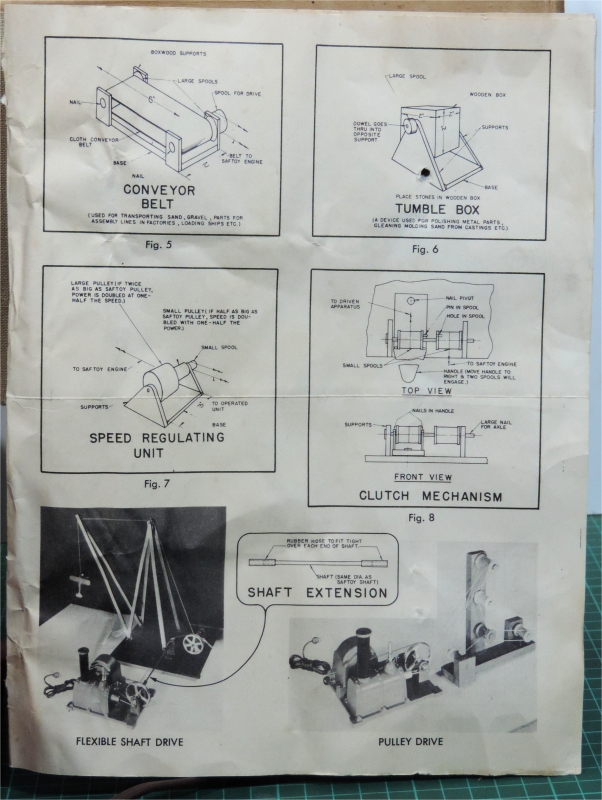 BOXWOOD SUPPORTS
LARGE SPOOLS
SPOOL FOR DRIVE
6"
NAIL
CLOTH CONVEYOR
BELT
BASE
NAIL
2"
BELT TO
SAFTOY ENGINE
CONVEYOR
BELT
(USED FOR TRANSPORTING SAND, GRAVEL, PARTS FOR
ASSEMBLY LINES IN FACTORIES, LOADING SHIPS ETC.)
Fig. 5
LARGE SPOOL
WOODEN BOX
DOWEL GOES
THRU INTO
OPPOSITE
SUPPORT
SUPPORTS
BASE
PLACE STONES IN WOODEN BOX
TUMBLE BOX
(A DEVICE USED FOR POLISHING METAL PARTS,
CLEANING MOLDING SAND FROM CASTINGS ETC.)
Fig. 6
LARGE PULLEY (IF TWICE
AS BIG AS SAFTOY PULLEY,
POWER IS DOUBLED AT ONE-
HALF THE SPEED.)
SMALL PULLEY (IF HALF AS BIG AS
SAFTOY PULLEY, SPEED IS DOU-
BLED WITH ONE-HALF THE
POWER.)
SMALL SPOOL
TO SAFTOY ENGINE
SUPPORTS
TO OPERATED
UNIT
BASE
SPEED REGULATING
UNIT
Fig. 7
TO DRIVEN
APPARATUS
NAIL PIVOT
PIN IN SPOOL
HOLE IN SPOOL
SMALL SPOOLS
TO SAFTOY ENGINE
HANDLE (MOVE HANDLE TO
RIGHT & TWO SPOOLS WILL
ENGAGE.)
TOP VIEW
NAILS IN HANDLE
SUPPORTS
LARGE NAIL
FOR AXLE
FRONT VIEW
CLUTCH MECHANISM
Fig. 8
RUBBER HOSE TO FIT TIGHT
OVER EACH END OF SHAFT.
SHAFT (SAME DIA. AS
SAFTOY SHAFT)
SHAFT EXTENSION
FLEXIBLE SHAFT DRIVE
PULLEY DRIVE